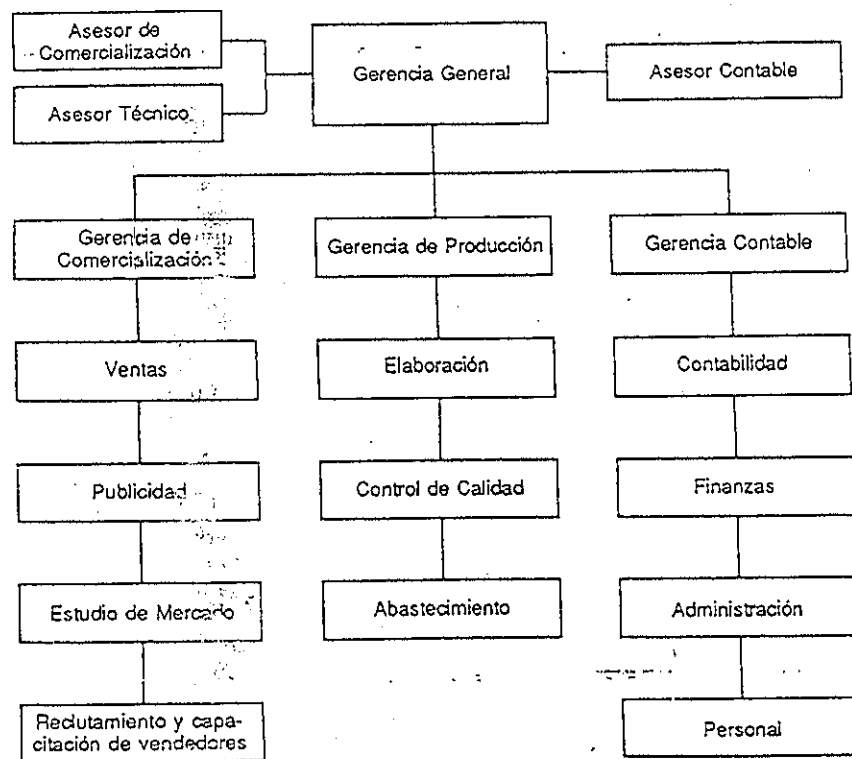 Asesor de
Comercialización
Gerencia General
Asesor Contable
Asesor Técnico
Gerencia de
Comercialización
Gerencia de Producción
Gerencia Contable
Ventas
Elaboración
Contabilidad
Publicidad
Control de Calidad
Finanzas
Estudio de Mercado
Abastecimiento
Administración
Reclutamiento y capa-
citación de vendedores
Personal